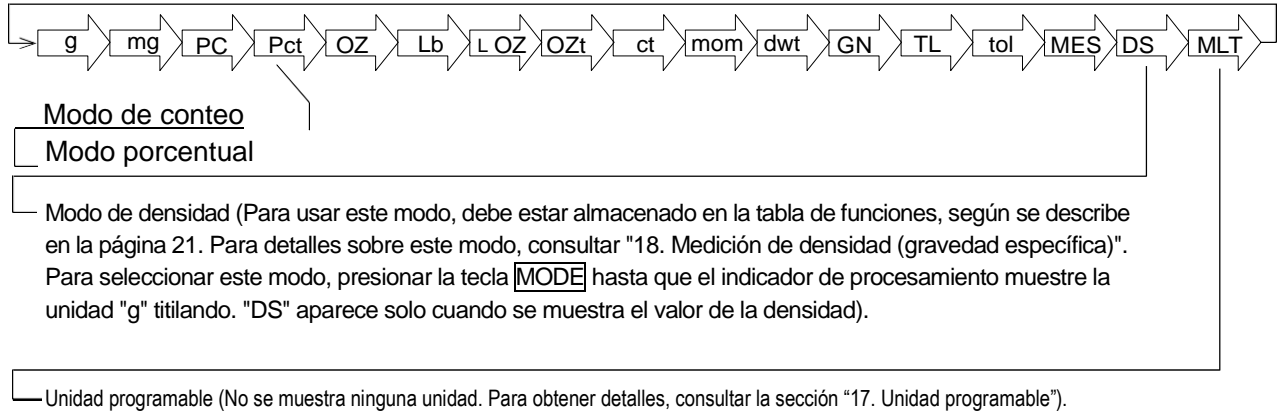 g mg PC Pct OZ Lb L OZ OZt ct mom dwt GN TL tol MES DS MLT
Modo de conteo
Modo porcentual
Modo de densidad (Para usar este modo, debe estar almacenado en la tabla de funciones, según se describe
en la página 21. Para detalles sobre este modo, consultar "18. Medición de densidad (gravedad específica)".
Para seleccionar este modo, presionar la tecla MODE hasta que el indicador de procesamiento muestre la
unidad "g" titilando. "DS" aparece solo cuando se muestra el valor de la densidad).
Unidad programable (No se muestra ninguna unidad. Para obtener detalles, consultar la sección “17. Unidad programable”).